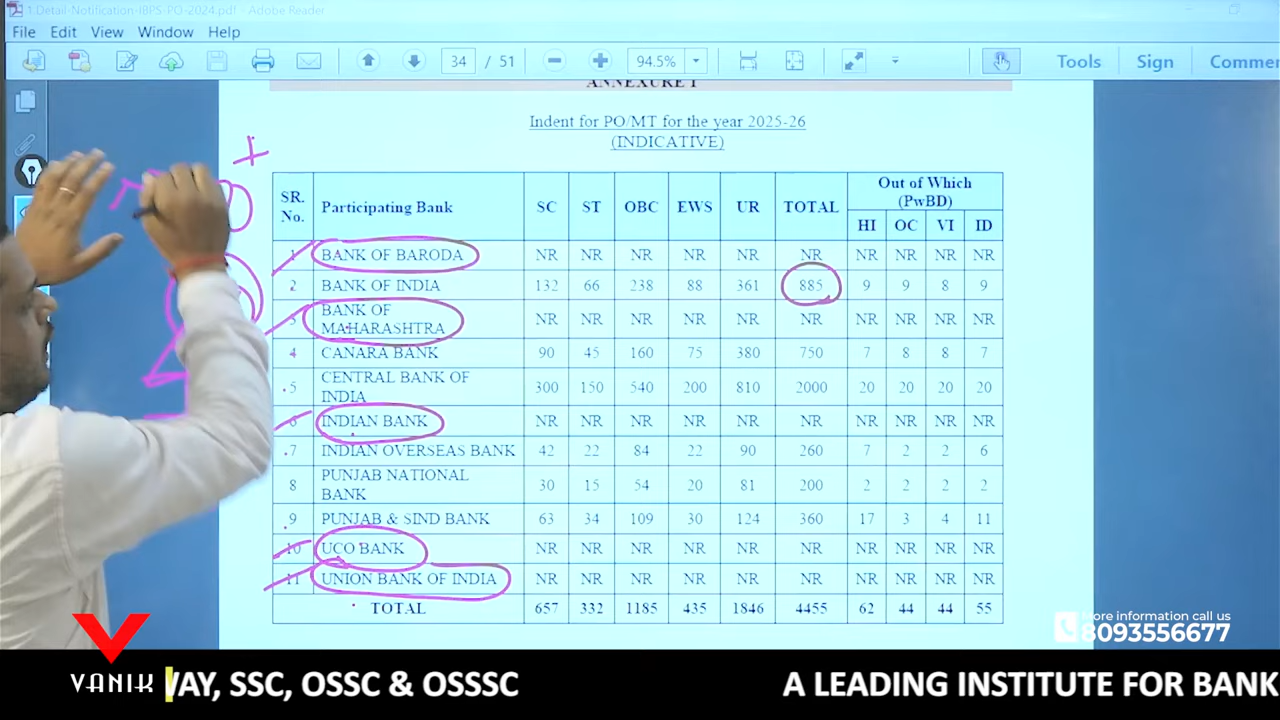 1.Detail-Notification-IBPS-PO-2024.pdf - Adobe Reader
File Edit View Window Help
34 / 51 94.5% Tools Sign Comme
ANNEXURE I
Indent for PO/MT for the year 2025-26
(INDICATIVE)
SR. No. Participating Bank SC ST OBC EWS UR TOTAL Out of Which (PwBD)
HI OC VI ID
1 BANK OF BARODA NR NR NR NR NR NR NR NR NR NR
2 BANK OF INDIA 132 66 238 88 361 885 9 9 8 9
3 BANK OF MAHARASHTRA NR NR NR NR NR NR NR NR NR NR
4 CANARA BANK 90 45 160 75 380 750 7 8 8 7
5 CENTRAL BANK OF INDIA 300 150 540 200 810 2000 20 20 20 20
6 INDIAN BANK NR NR NR NR NR NR NR NR NR NR
7 INDIAN OVERSEAS BANK 42 22 84 22 90 260 7 2 2 6
8 PUNJAB NATIONAL BANK 30 15 54 20 81 200 2 2 2 2
9 PUNJAB & SIND BANK 63 34 109 30 124 360 17 3 4 11
10 UCO BANK NR NR NR NR NR NR NR NR NR NR
11 UNION BANK OF INDIA NR NR NR NR NR NR NR NR NR NR
TOTAL 657 332 1185 435 1846 4455 62 44 44 55
More information call us
8093556677
VANIK
WAY, SSC, OSSC & OSSSC A LEADING INSTITUTE FOR BANK